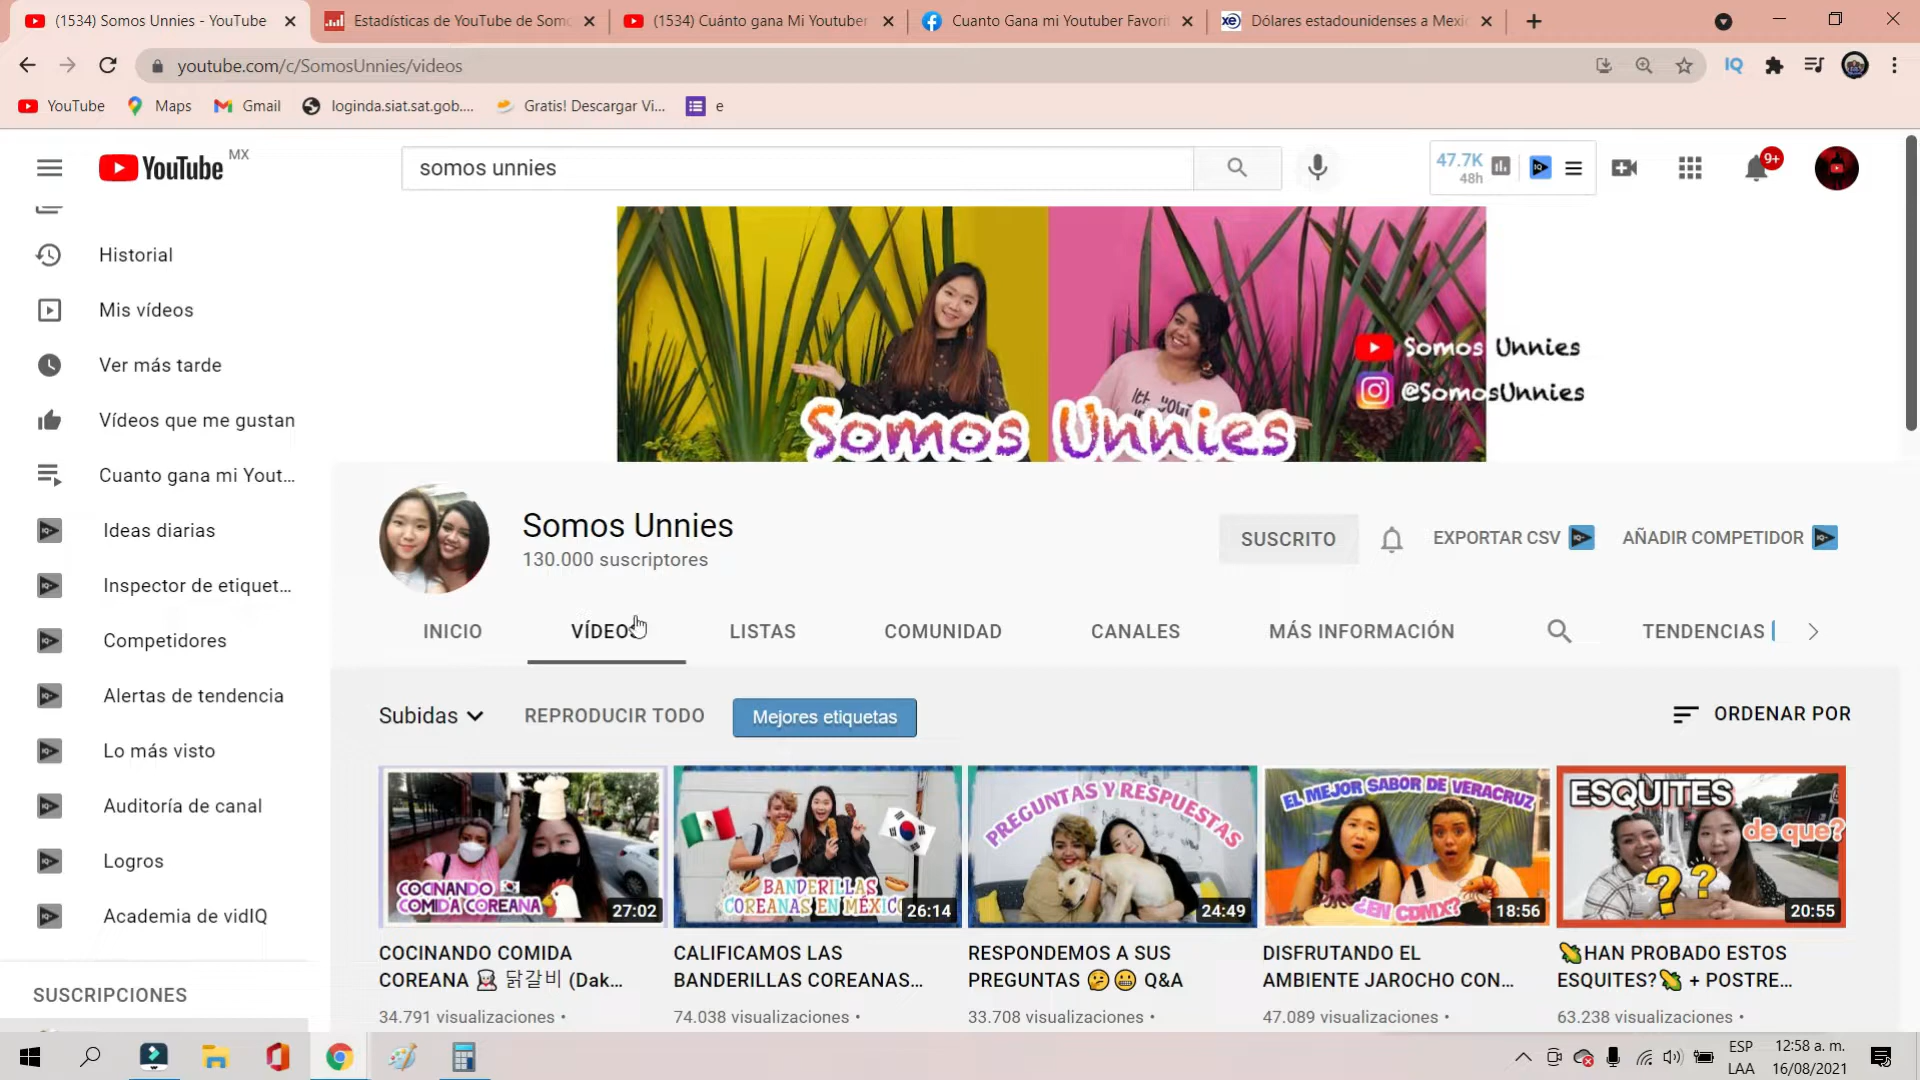 (1534) Somos Unnies - YouTube
Estadísticas de YouTube de Somo
(1534) Cuánto gana Mi Youtuber
Cuanto Gana mi Youtuber Favorit
Dólares estadounidenses a Mexic
youtube.com/c/SomosUnnies/videos
YouTube
Maps
Gmail
loginda.siat.sat.gob....
Gratis! Descargar Vi...
e
YouTube MX
somos unnies
47.7K
48h
9+
Historial
Mis vídeos
Ver más tarde
Vídeos que me gustan
Cuanto gana mi Yout...
Ideas diarias
Inspector de etiquet...
Competidores
Alertas de tendencia
Lo más visto
Auditoría de canal
Logros
Academia de vidIQ
SUSCRIPCIONES
Somos Unnies
Somos Unnies
@SomosUnnies
Somos Unnies
130.000 suscriptores
SUSCRITO
EXPORTAR CSV
AÑADIR COMPETIDOR
INICIO
VÍDEOS
LISTAS
COMUNIDAD
CANALES
MÁS INFORMACIÓN
TENDENCIAS
Subidas
REPRODUCIR TODO
Mejores etiquetas
ORDENAR POR
COCINANDO
COMIDA COREANA
27:02
BANDERILLAS
COREANAS EN MÉXICO
26:14
PREGUNTAS Y RESPUESTAS
24:49
EL MEJOR SABOR DE VERACRUZ
¿EN CDMX?
18:56
ESQUITES
de que?
? ?
20:55
COCINANDO COMIDA
COREANA 👩‍🍳 닭갈비 (Dak...
34.791 visualizaciones •
CALIFICAMOS LAS
BANDERILLAS COREANAS...
74.038 visualizaciones •
RESPONDEMOS A SUS
PREGUNTAS 🤔😬 Q&A
33.708 visualizaciones •
DISFRUTANDO EL
AMBIENTE JAROCHO CON...
47.089 visualizaciones •
🌽HAN PROBADO ESTOS
ESQUITES?🌽 + POSTRE...
63.238 visualizaciones •
ESP
LAA
12:58 a. m.
16/08/2021